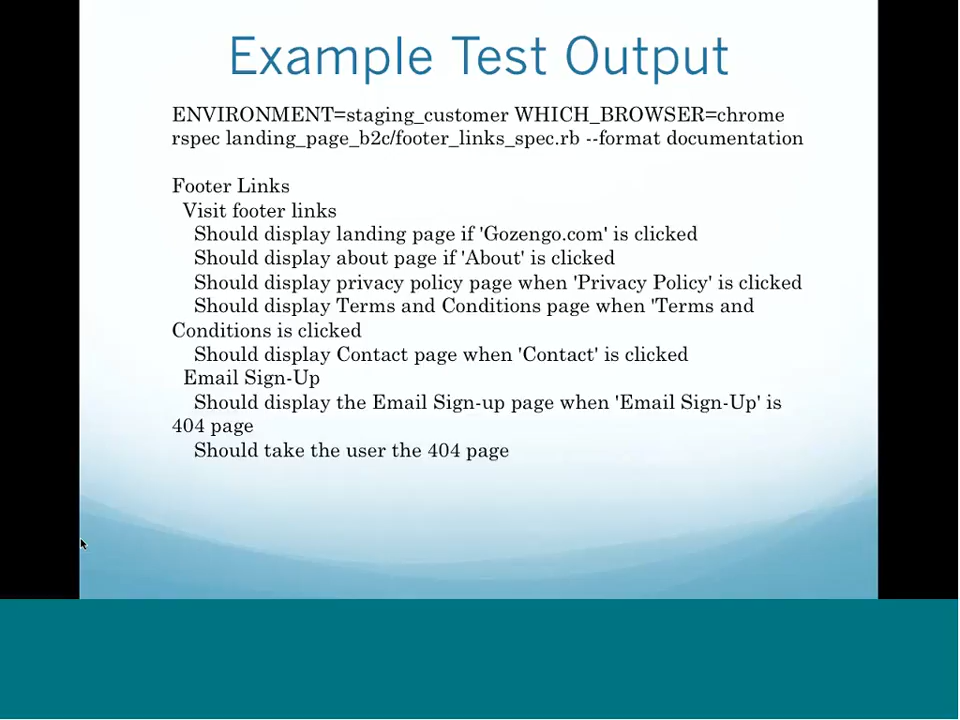 Example Test Output
ENVIRONMENT=staging_customer WHICH_BROWSER=chrome
rspec landing_page_b2c/footer_links_spec.rb --format documentation
Footer Links
Visit footer links
Should display landing page if 'Gozengo.com' is clicked
Should display about page if 'About' is clicked
Should display privacy policy page when 'Privacy Policy' is clicked
Should display Terms and Conditions page when 'Terms and
Conditions is clicked
Should display Contact page when 'Contact' is clicked
Email Sign-Up
Should display the Email Sign-up page when 'Email Sign-Up' is
404 page
Should take the user the 404 page